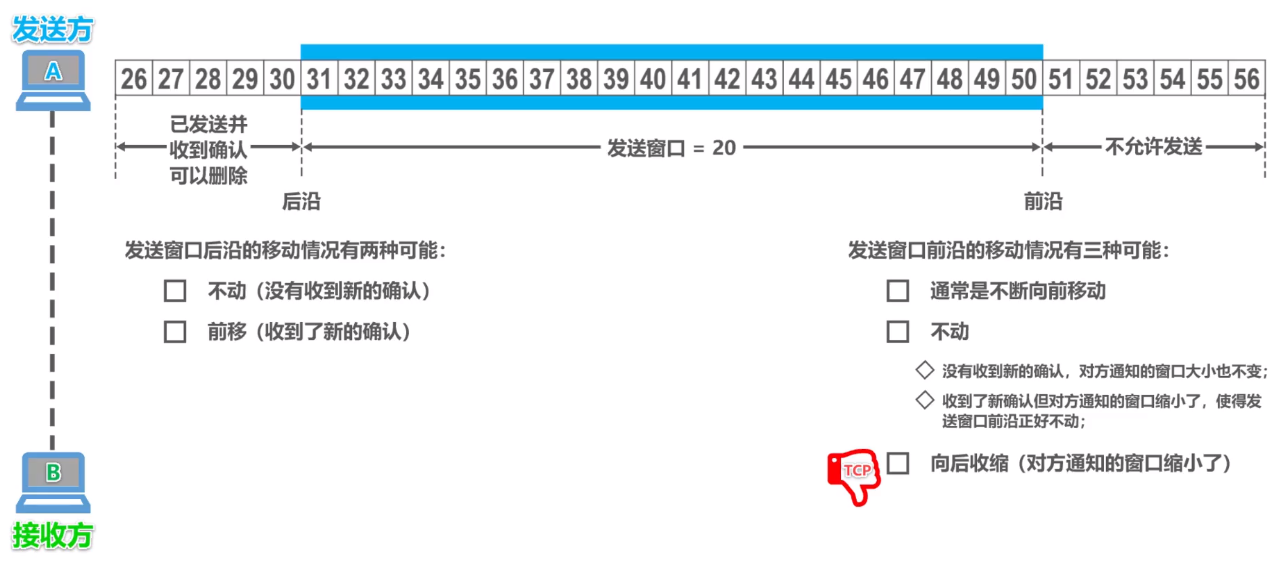 发送方
A
26 27 28 29 30 31 32 33 34 35 36 37 38 39 40 41 42 43 44 45 46 47 48 49 50 51 52 53 54 55 56
已发送并
收到确认
可以删除
发送窗口 = 20
不允许发送
后沿
前沿
发送窗口后沿的移动情况有两种可能：
不动（没有收到新的确认）
前移（收到了新的确认）
发送窗口前沿的移动情况有三种可能：
通常是不断向前移动
不动
没有收到新的确认，对方通知的窗口大小也不变；
收到了新确认但对方通知的窗口缩小了，使得发
送窗口前沿正好不动；
TCP
向后收缩（对方通知的窗口缩小了）
B
接收方